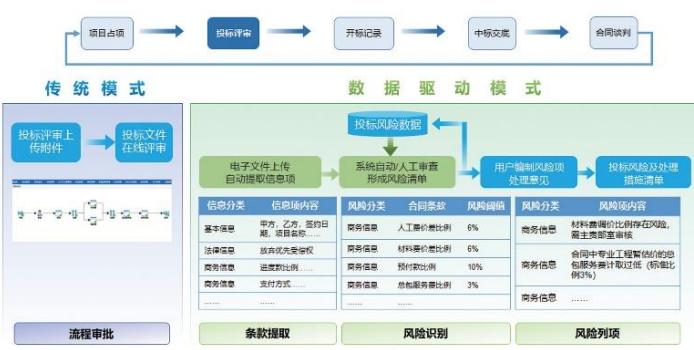 项目占项
投标评审
开标记录
中标交底
合同谈判
传统模式
数据驱动模式
投标评审上
传附件
投标文件
在线评审
投标风险数据
电子文件上传
自动提取信息项
系统自动/人工审查
形成风险清单
用户编制风险项
处理意见
投标风险及处理
措施清单
信息分类 信息项内容
基本信息 甲方，乙方，签约日
期，项目名称……
法律信息 放弃优先受偿权
商务信息 进度款比例……
商务信息 支付方式……
…… ……
风险分类 合同条款 风险阈值
商务信息 人工费价差比例 6%
商务信息 材料费价差比例 6%
商务信息 预付款比例 10%
商务信息 总包服务费比例 3%
…… ……
风险分类 风险项内容
商务信息 材料费调价比例存在风险，
需主责部室审核
商务信息 合同中专业工程暂估价的总
包服务费计取过低（标准比
例3%）
商务信息 ……
流程审批
条款提取
风险识别
风险列项